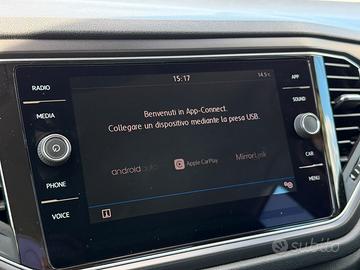 15:17
14.5°C
RADIO
APP
Benvenuti in App-Connect.
Collegare un dispositivo mediante la presa USB.
MEDIA
SOUND
androidauto
Apple CarPlay
MirrorLink
CAR
PHONE
MENU
VOICE
subito